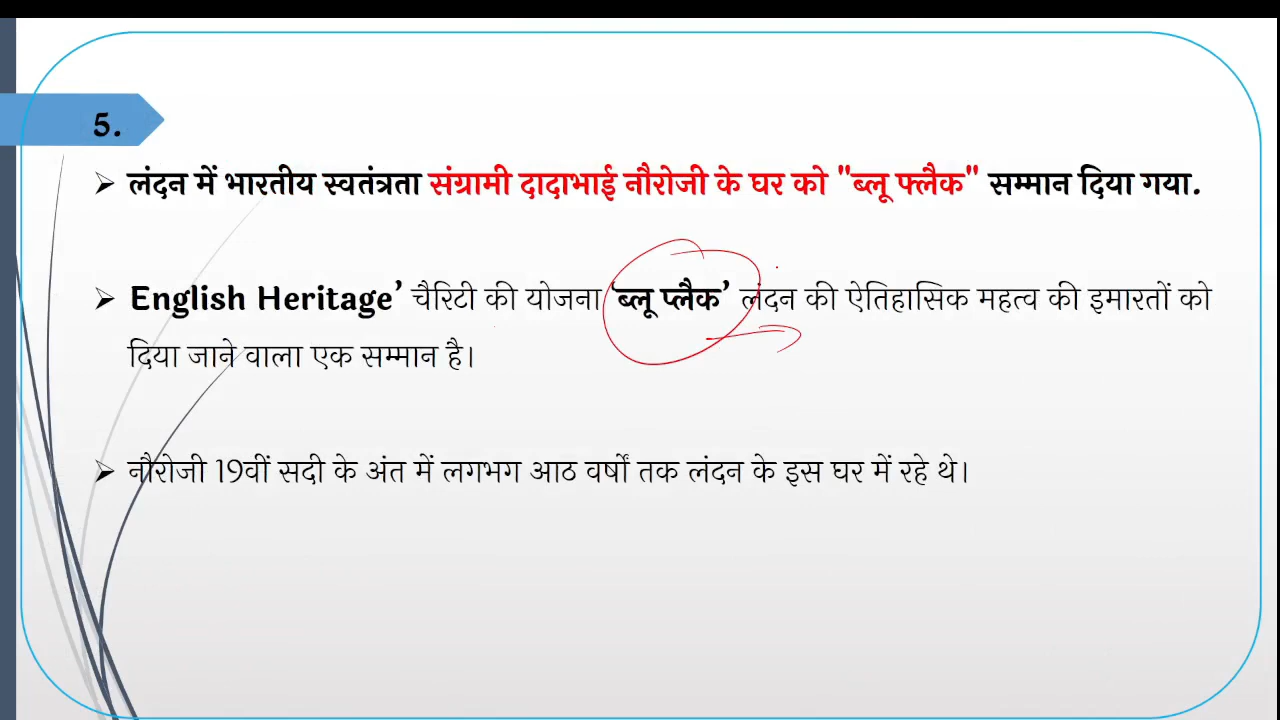 5.
लंदन में भारतीय स्वतंत्रता संग्रामी दादाभाई नौरोजी के घर को "ब्लू फ्लैक" सम्मान दिया गया.
English Heritage’ चैरिटी की योजना ‘ब्लू प्लैक’ लंदन की ऐतिहासिक महत्व की इमारतों को
दिया जाने वाला एक सम्मान है।
नौरोजी 19वीं सदी के अंत में लगभग आठ वर्षों तक लंदन के इस घर में रहे थे।